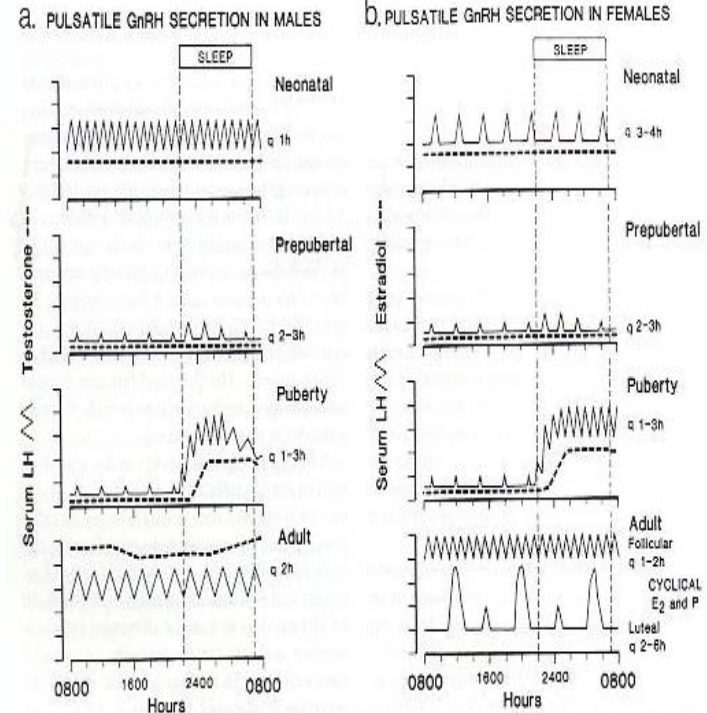 a. PULSATILE GnRH SECRETION IN MALES
SLEEP
Neonatal
q 1h
Prepubertal
q 2-3h
Puberty
q 1-3h
Adult
q 2h
Serum LH
Testosterone ---
0800 1600 2400 0800
Hours
b. PULSATILE GnRH SECRETION IN FEMALES
SLEEP
Neonatal
q 3-4h
Prepubertal
q 2-3h
Puberty
q 1-3h
Adult
Follicular
q 1-2h
CYCLICAL
E2 and P
Luteal
q 2-6h
Serum LH
Estradiol ---
0800 1600 2400 0800
Hours